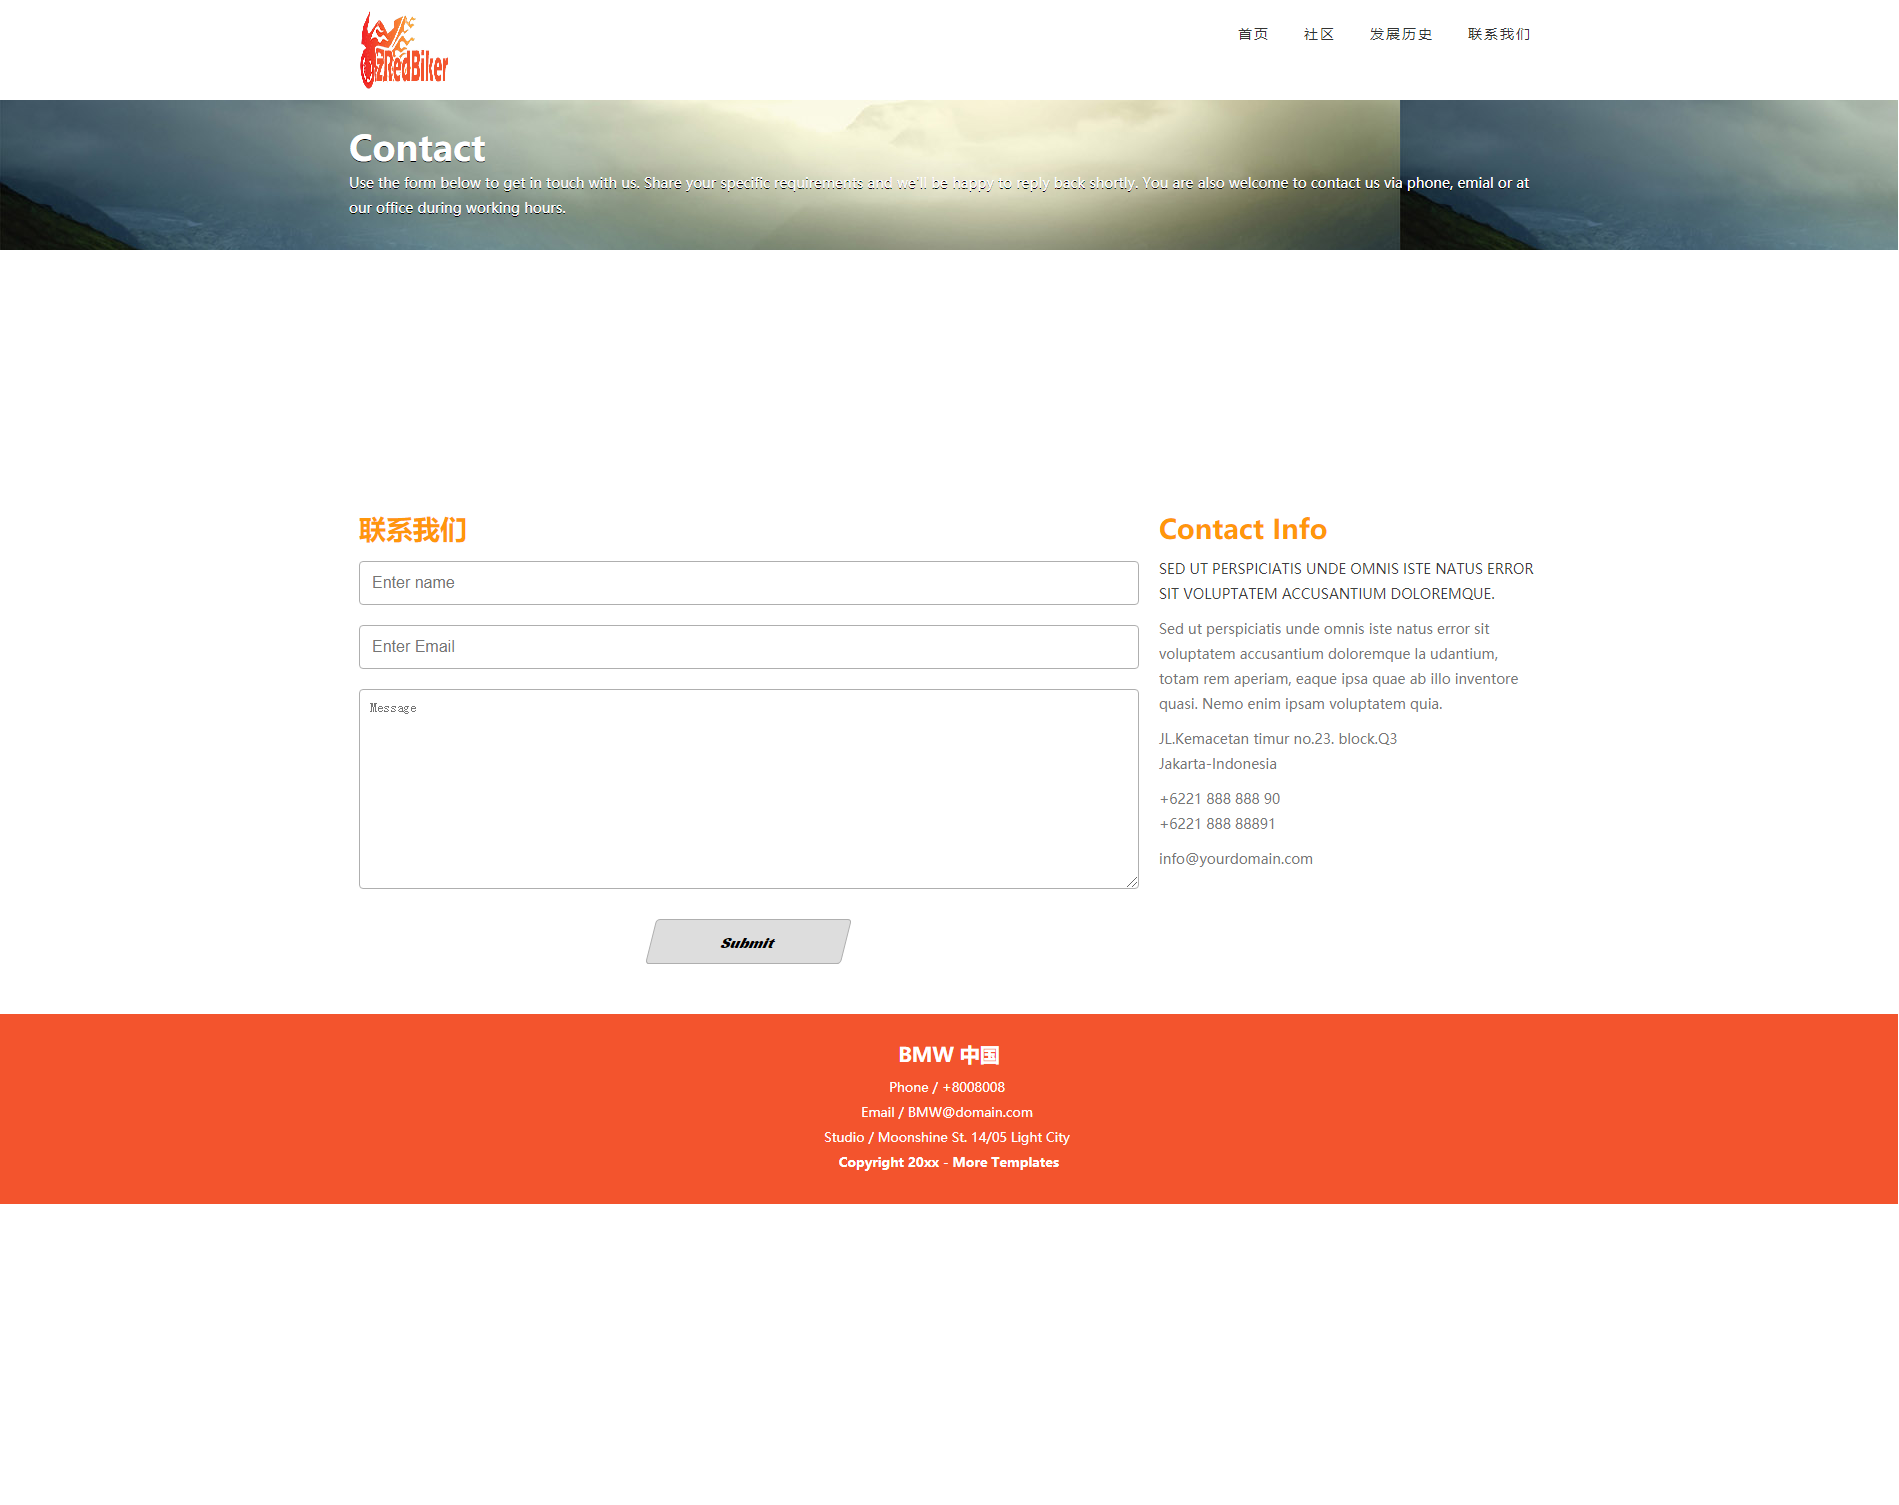 zRedBiker
首页 社区 发展历史 联系我们
Contact
Use the form below to get in touch with us. Share your specific requirements and we'll be happy to reply back shortly. You are also welcome to contact us via phone, emial or at
our office during working hours.
联系我们
Enter name
Enter Email
Message
Submit
Contact Info
SED UT PERSPICIATIS UNDE OMNIS ISTE NATUS ERROR
SIT VOLUPTATEM ACCUSANTIUM DOLOREMQUE.
Sed ut perspiciatis unde omnis iste natus error sit
voluptatem accusantium doloremque la udantium,
totam rem aperiam, eaque ipsa quae ab illo inventore
quasi. Nemo enim ipsam voluptatem quia.
JL.Kemacetan timur no.23. block.Q3
Jakarta-Indonesia
+6221 888 888 90
+6221 888 88891
info@yourdomain.com
BMW 中国
Phone / +8008008
Email / BMW@domain.com
Studio / Moonshine St. 14/05 Light City
Copyright 20xx - More Templates